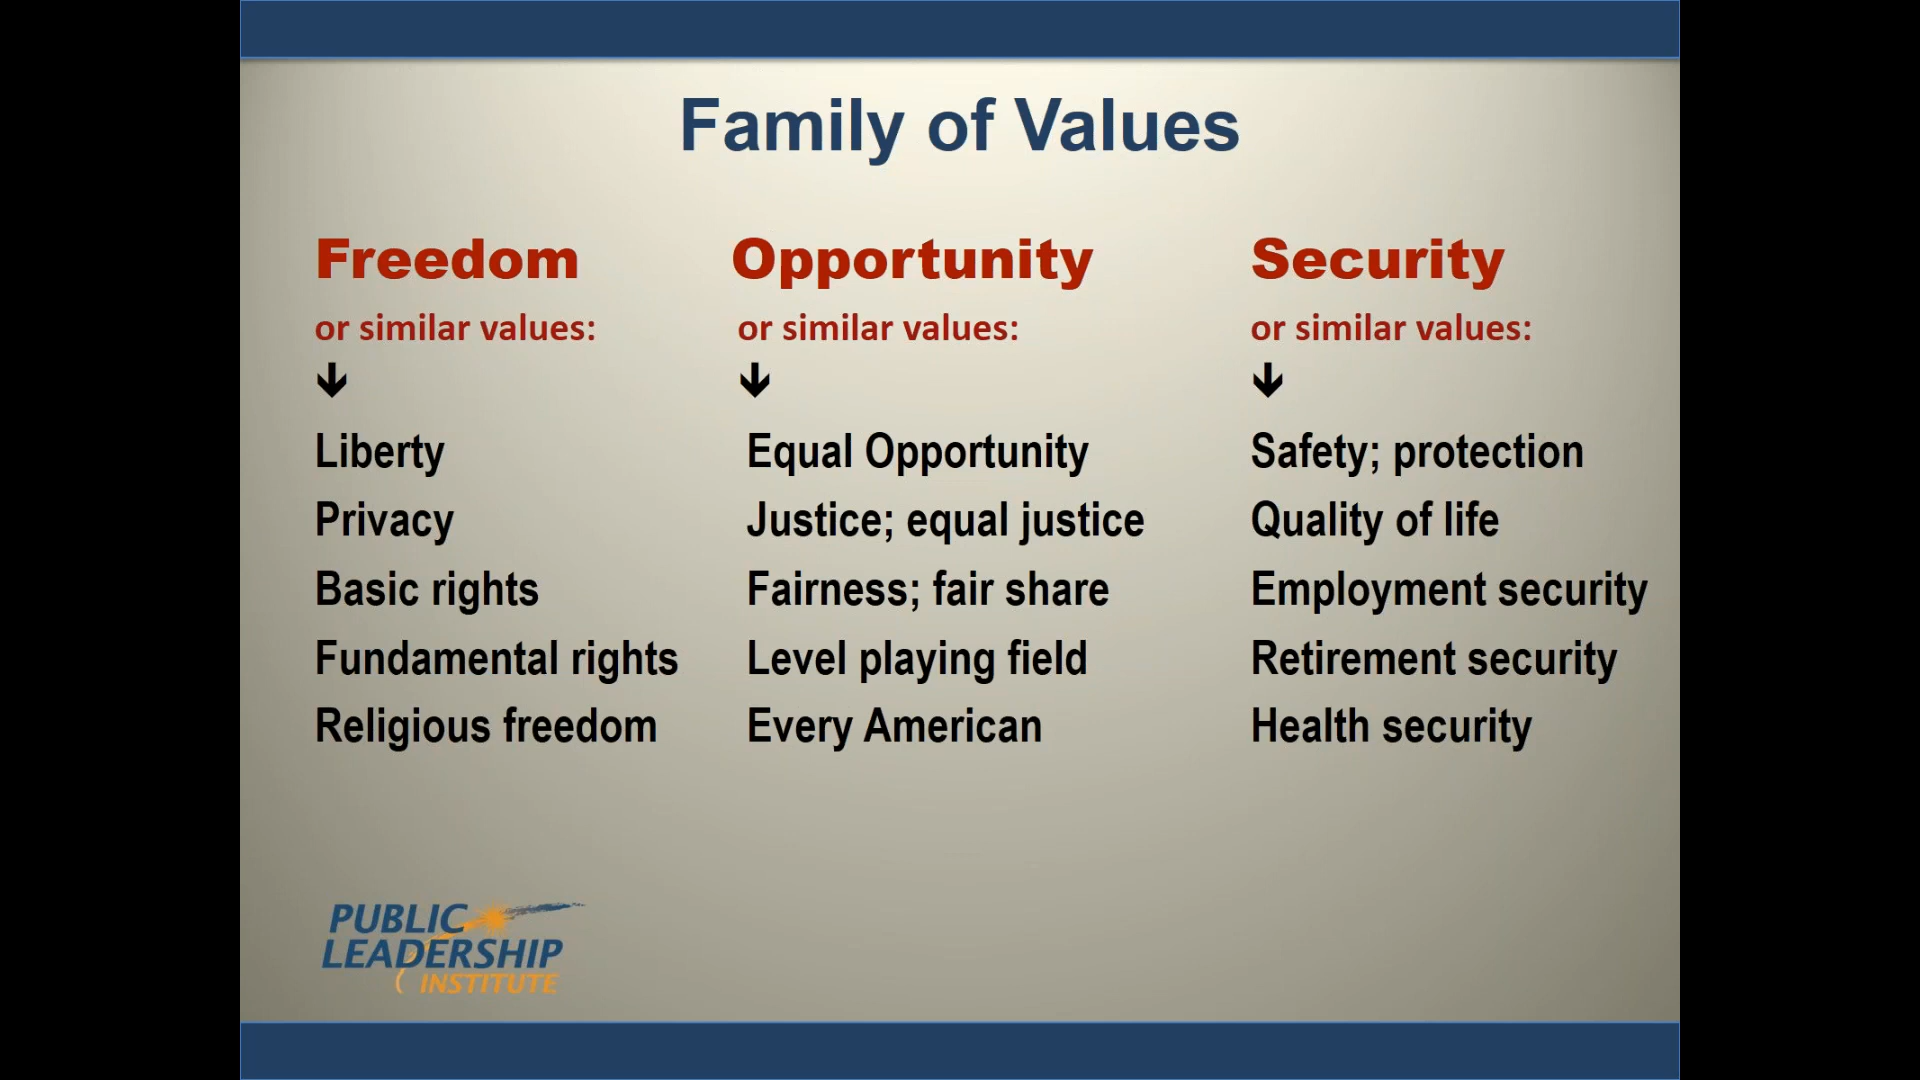 Family of Values
Freedom
or similar values:
Liberty
Privacy
Basic rights
Fundamental rights
Religious freedom
Opportunity
or similar values:
Equal Opportunity
Justice; equal justice
Fairness; fair share
Level playing field
Every American
Security
or similar values:
Safety; protection
Quality of life
Employment security
Retirement security
Health security
PUBLIC
LEADERSHIP
INSTITUTE